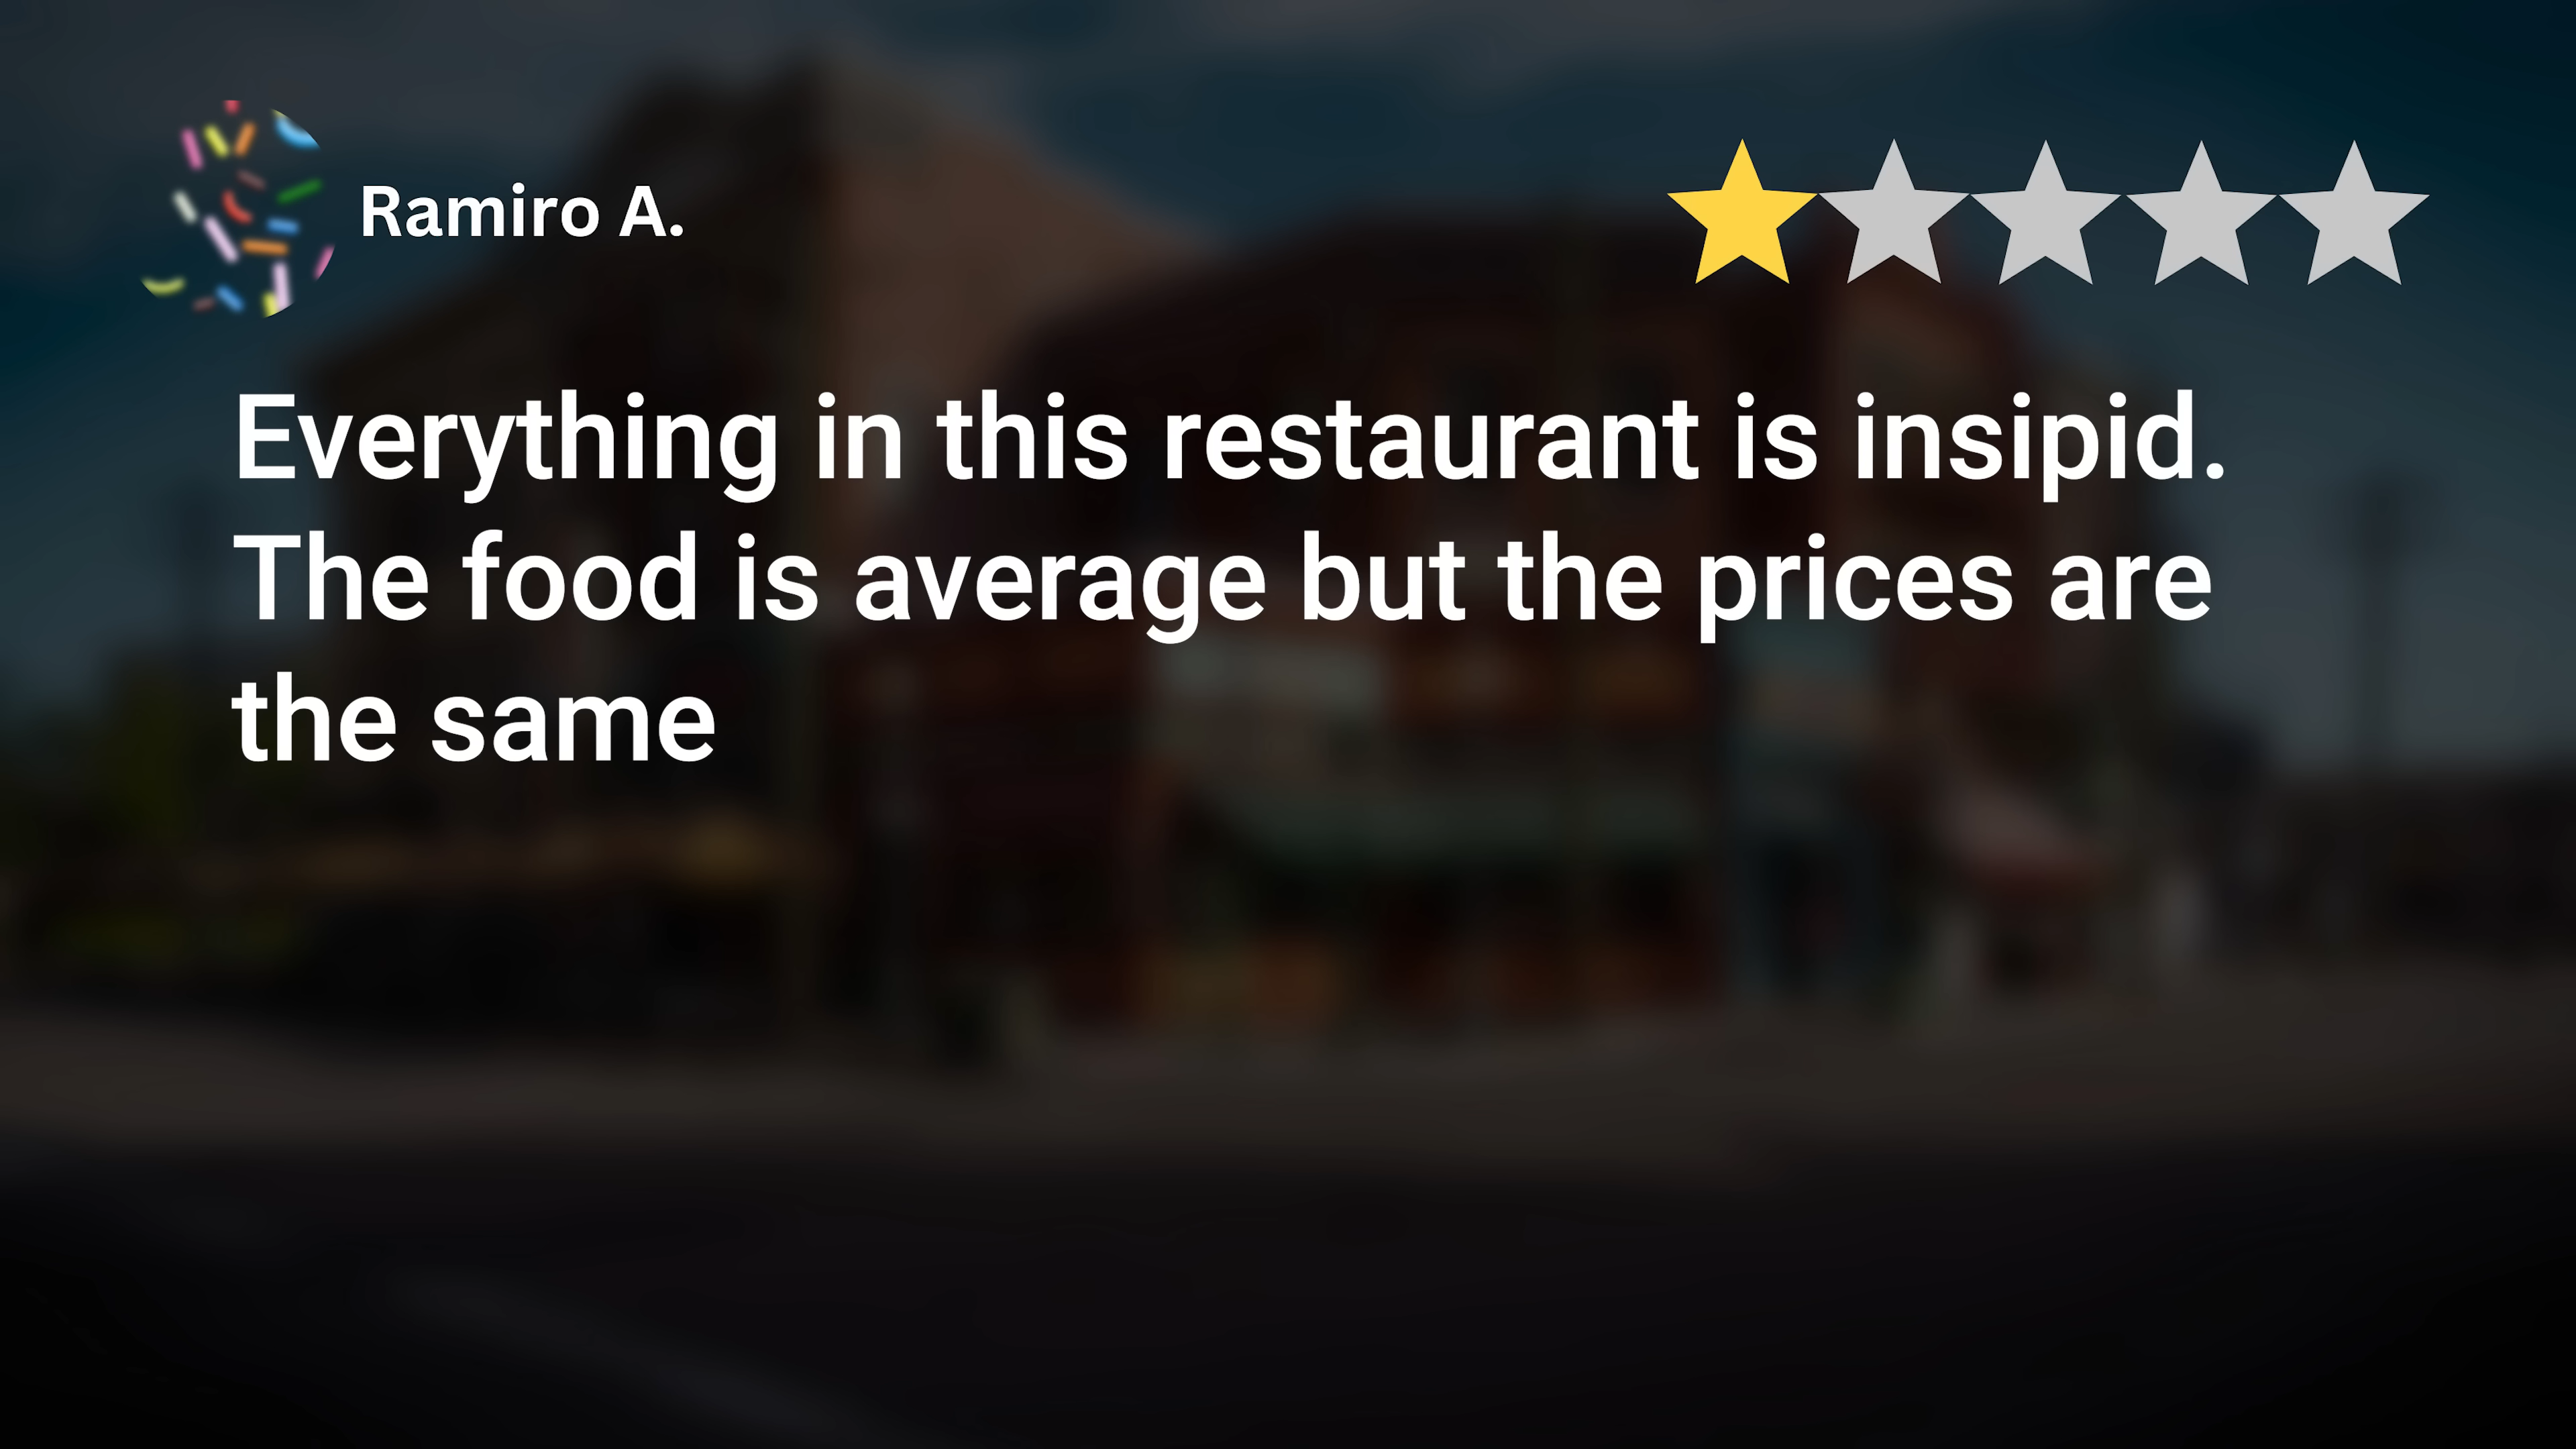 Ramiro A.
Everything in this restaurant is insipid.
The food is average but the prices are
the same